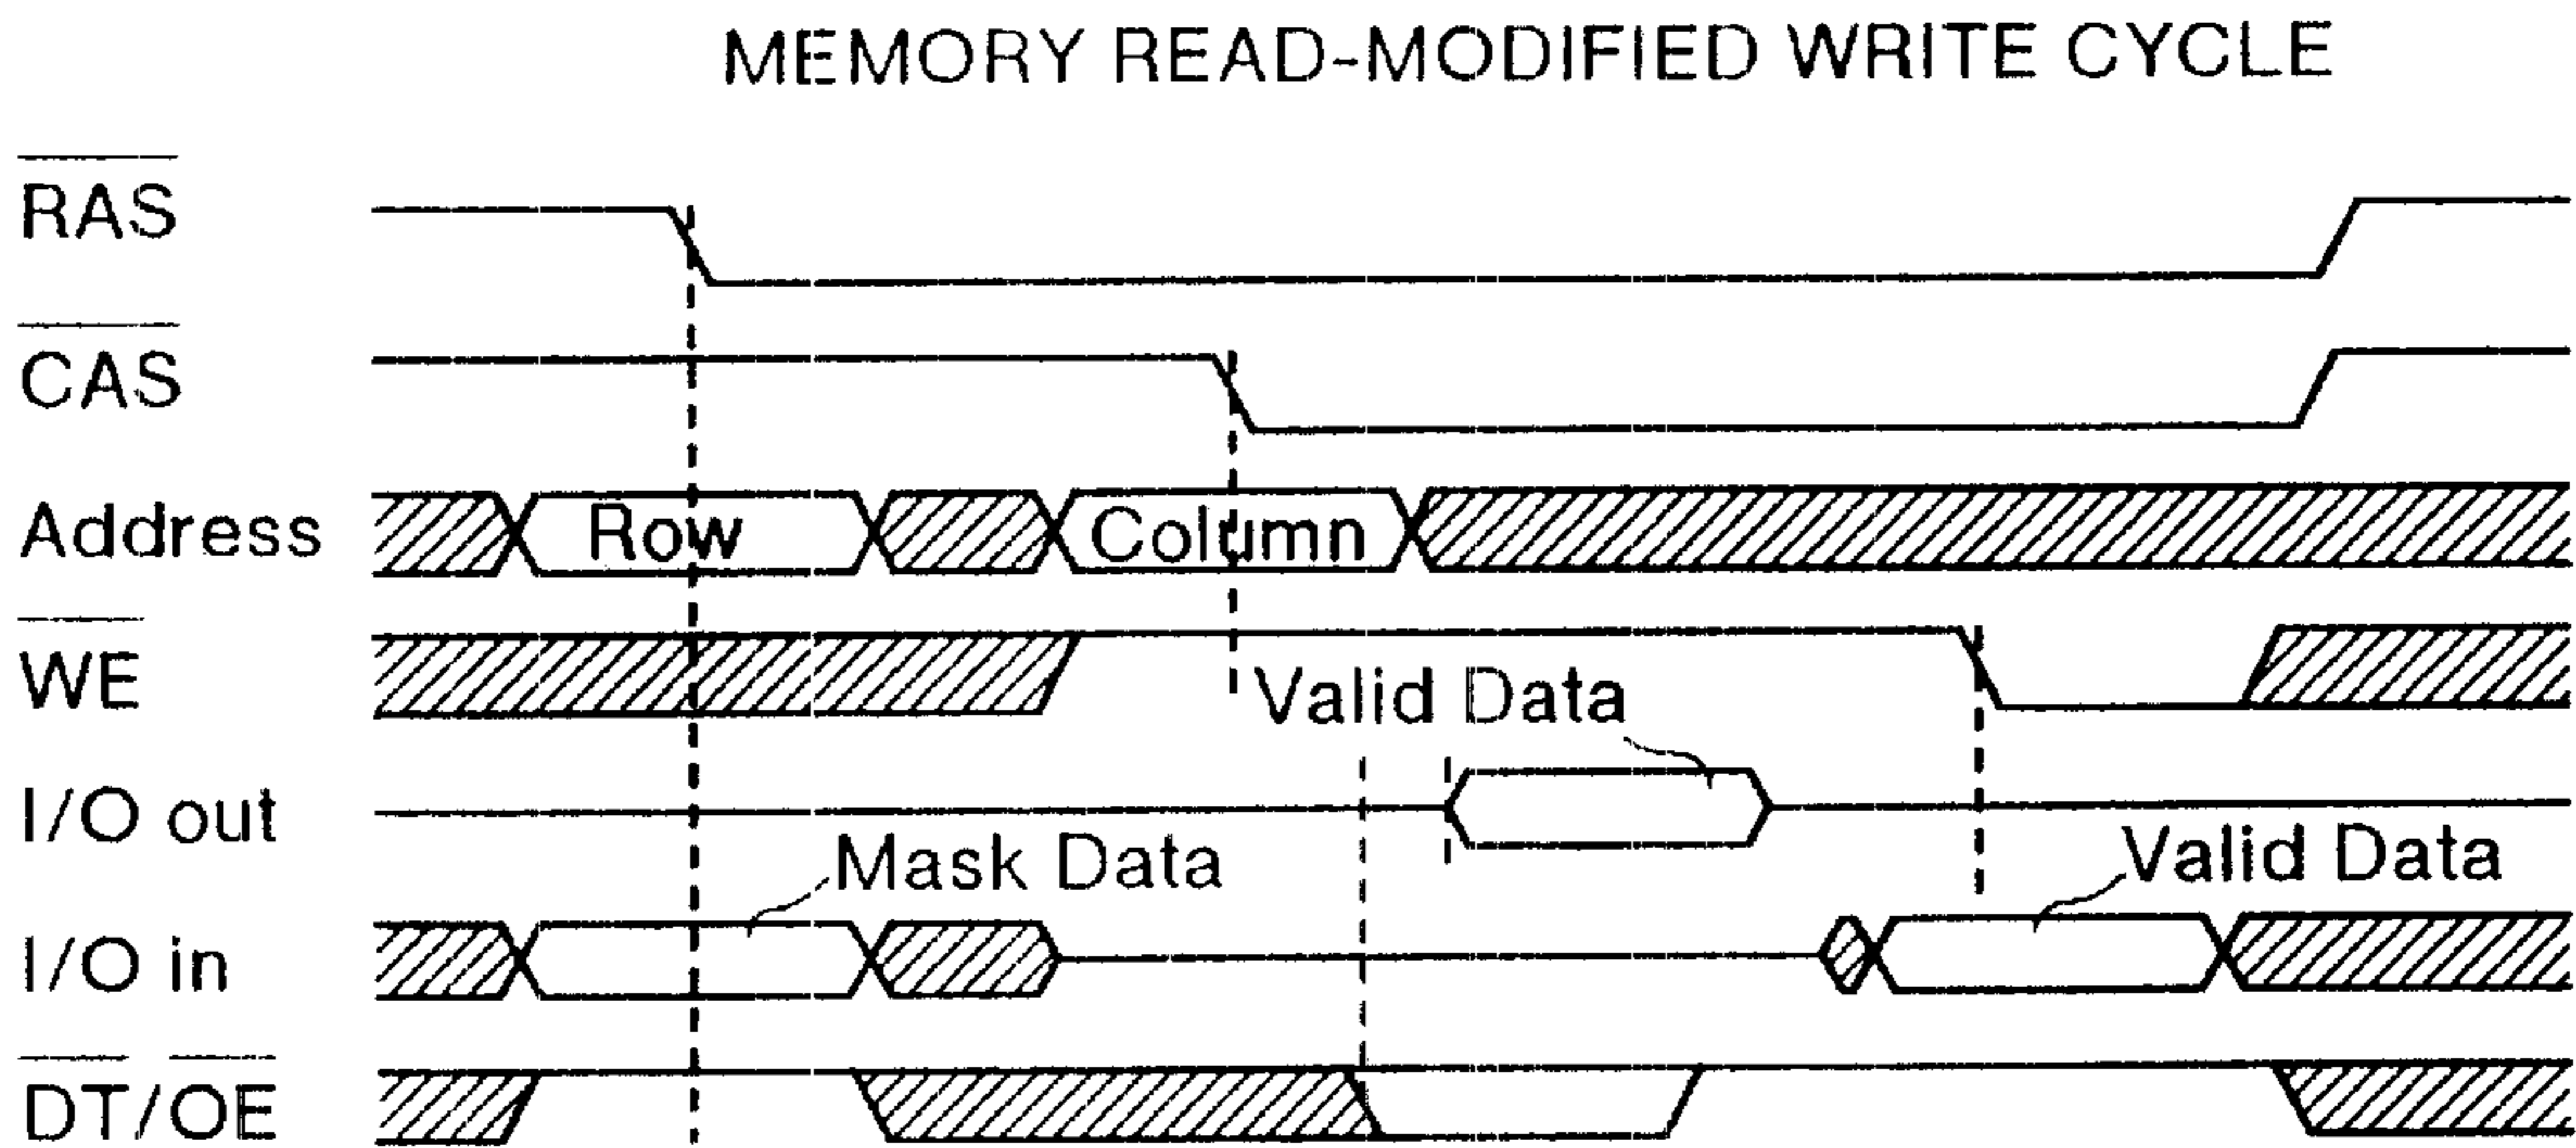 MEMORY READ-MODIFIED WRITE CYCLE
RAS
CAS
Address
Row
Column
WE
Valid Data
I/O out
Mask Data
Valid Data
I/O in
DT/OE